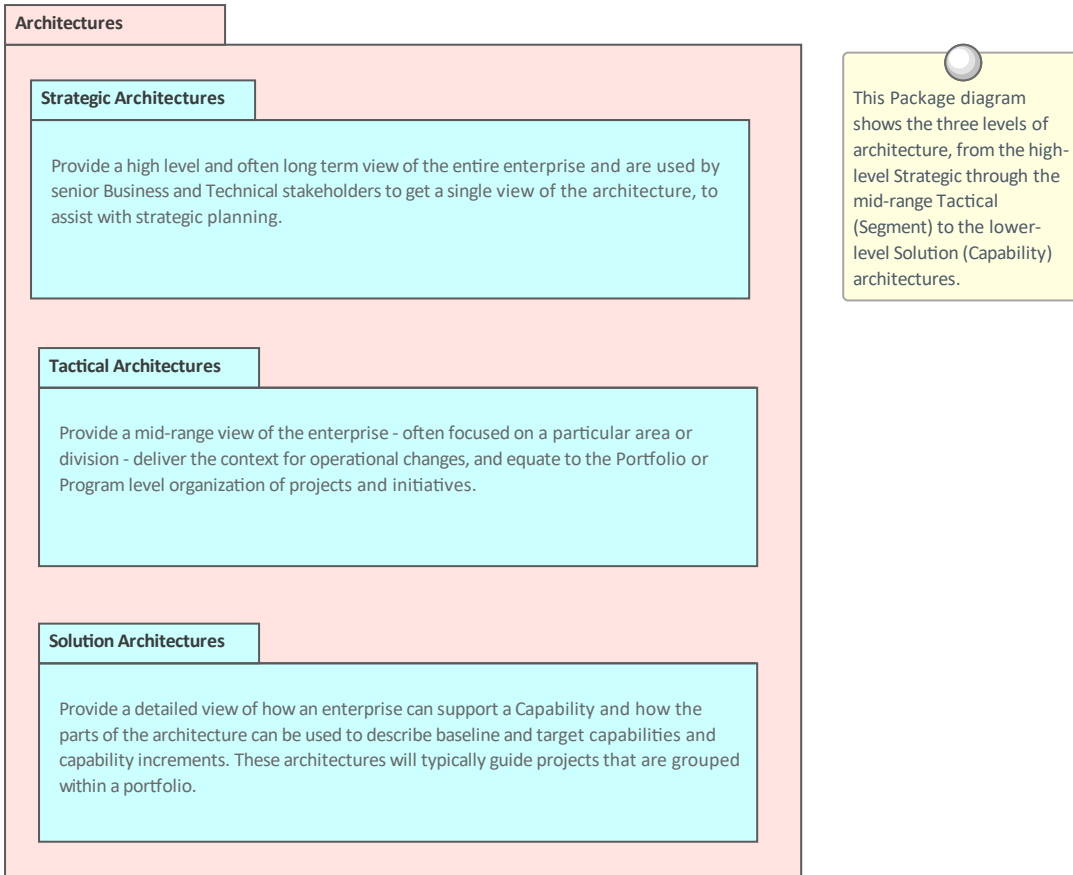 Architectures
Strategic Architectures
Provide a high level and often long term view of the entire enterprise and are used by
senior Business and Technical stakeholders to get a single view of the architecture, to
assist with strategic planning.
Tactical Architectures
Provide a mid-range view of the enterprise - often focused on a particular area or
division - deliver the context for operational changes, and equate to the Portfolio or
Program level organization of projects and initiatives.
Solution Architectures
Provide a detailed view of how an enterprise can support a Capability and how the
parts of the architecture can be used to describe baseline and target capabilities and
capability increments. These architectures will typically guide projects that are grouped
within a portfolio.
This Package diagram
shows the three levels of
architecture, from the high-
level Strategic through the
mid-range Tactical
(Segment) to the lower-
level Solution (Capability)
architectures.